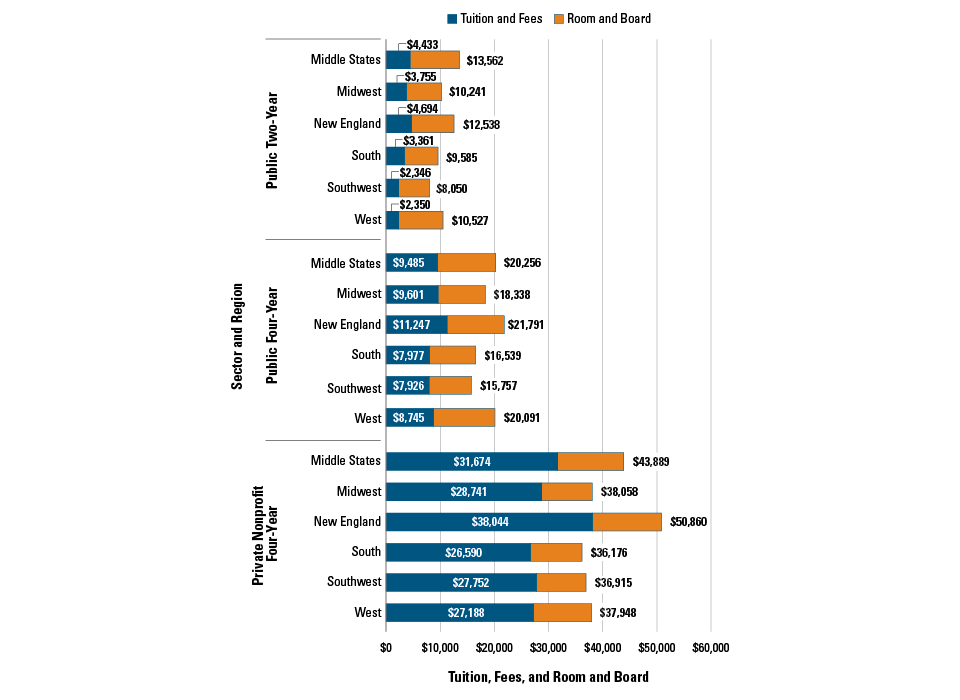 Tuition and Fees Room and Board
Sector and Region
Public Two-Year
Middle States $4,433 $13,562
Midwest $3,755 $10,241
New England $4,694 $12,538
South $3,361 $9,585
Southwest $2,346 $8,050
West $2,350 $10,527
Public Four-Year
Middle States $9,485 $20,256
Midwest $9,601 $18,338
New England $11,247 $21,791
South $7,977 $16,539
Southwest $7,926 $15,757
West $8,745 $20,091
Private Nonprofit
Four-Year
Middle States $31,674 $43,889
Midwest $28,741 $38,058
New England $38,044 $50,860
South $26,590 $36,176
Southwest $27,752 $36,915
West $27,188 $37,948
$0 $10,000 $20,000 $30,000 $40,000 $50,000 $60,000
Tuition, Fees, and Room and Board